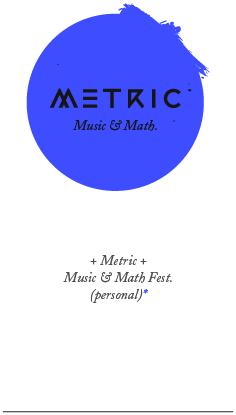 METRIC
Music & Math.
+ Metric +
Music & Math Fest.
(personal)*